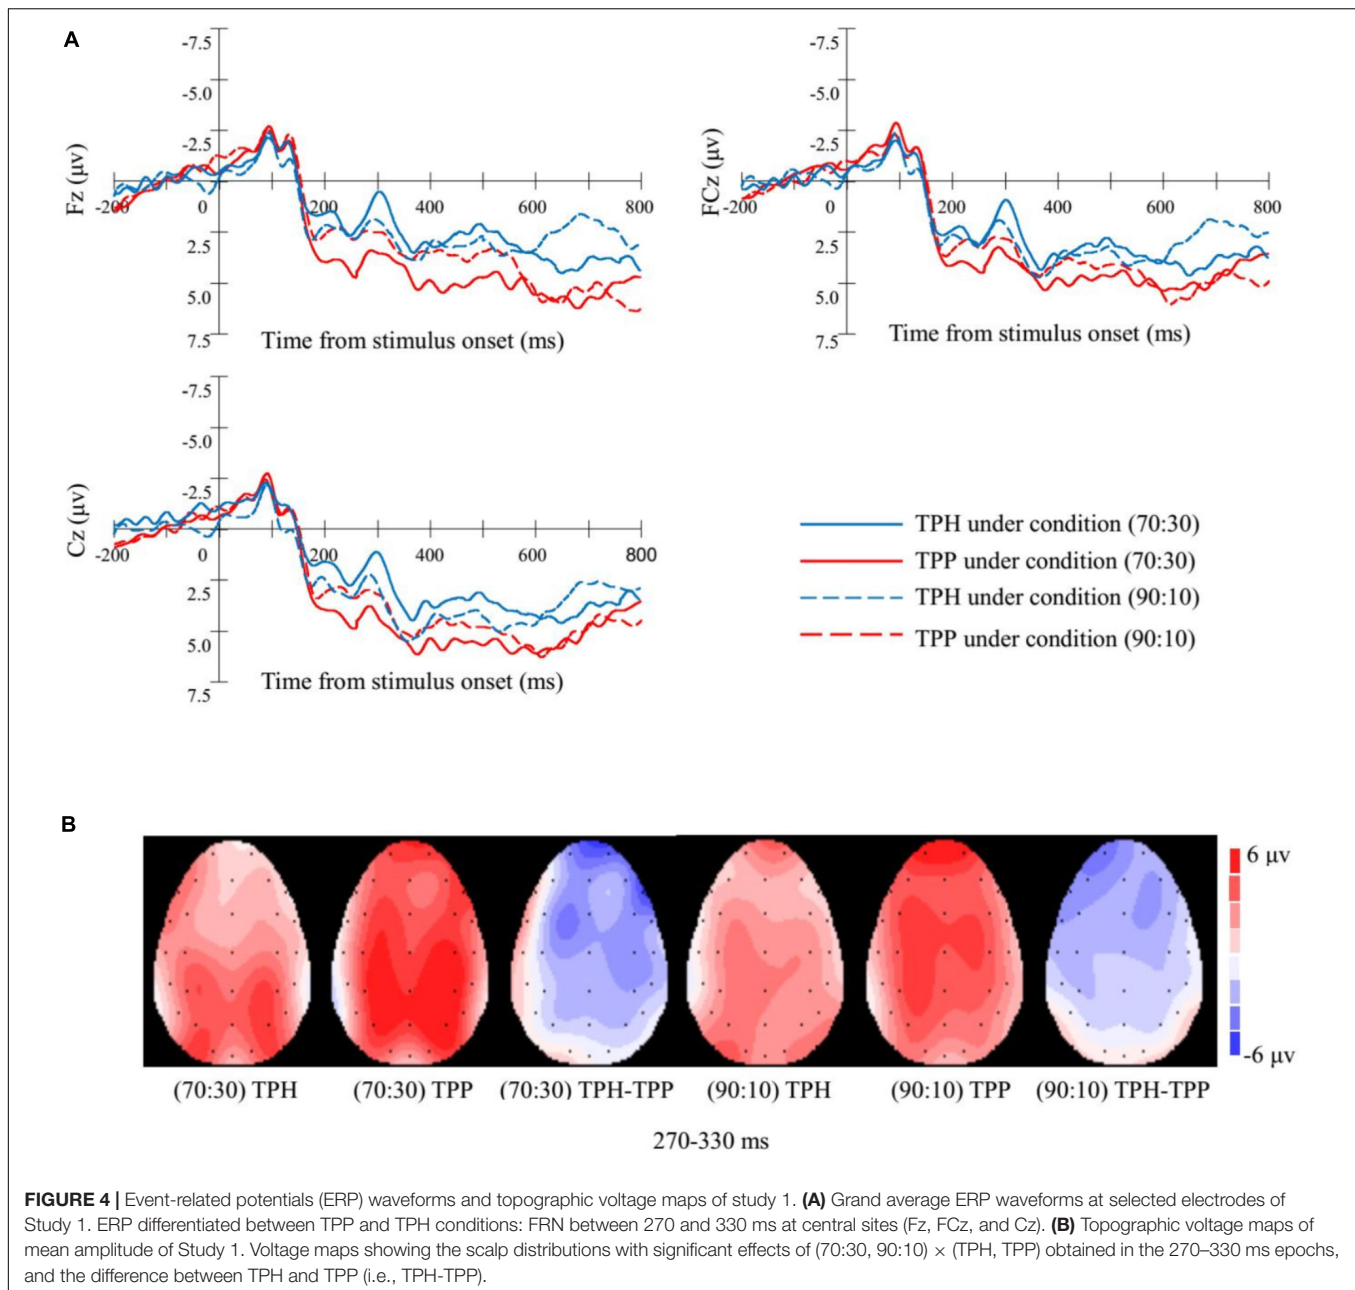 A
-7.5
-5.0
-2.5
Fz (μv)
-200
0
200
400
600
800
2.5
5.0
7.5
Time from stimulus onset (ms)
-7.5
-5.0
-2.5
FCz (μv)
-200
0
200
400
600
800
2.5
5.0
7.5
Time from stimulus onset (ms)
-7.5
-5.0
-2.5
Cz (μv)
-200
0
200
400
600
800
2.5
5.0
7.5
Time from stimulus onset (ms)
TPH under condition (70:30)
TPP under condition (70:30)
TPH under condition (90:10)
TPP under condition (90:10)
B
6 μv
-6 μv
(70:30) TPH (70:30) TPP (70:30) TPH-TPP (90:10) TPH (90:10) TPP (90:10) TPH-TPP
270-330 ms
FIGURE 4 | Event-related potentials (ERP) waveforms and topographic voltage maps of study 1. (A) Grand average ERP waveforms at selected electrodes of
Study 1. ERP differentiated between TPP and TPH conditions: FRN between 270 and 330 ms at central sites (Fz, FCz, and Cz). (B) Topographic voltage maps of
mean amplitude of Study 1. Voltage maps showing the scalp distributions with significant effects of (70:30, 90:10) × (TPH, TPP) obtained in the 270–330 ms epochs,
and the difference between TPH and TPP (i.e., TPH-TPP).